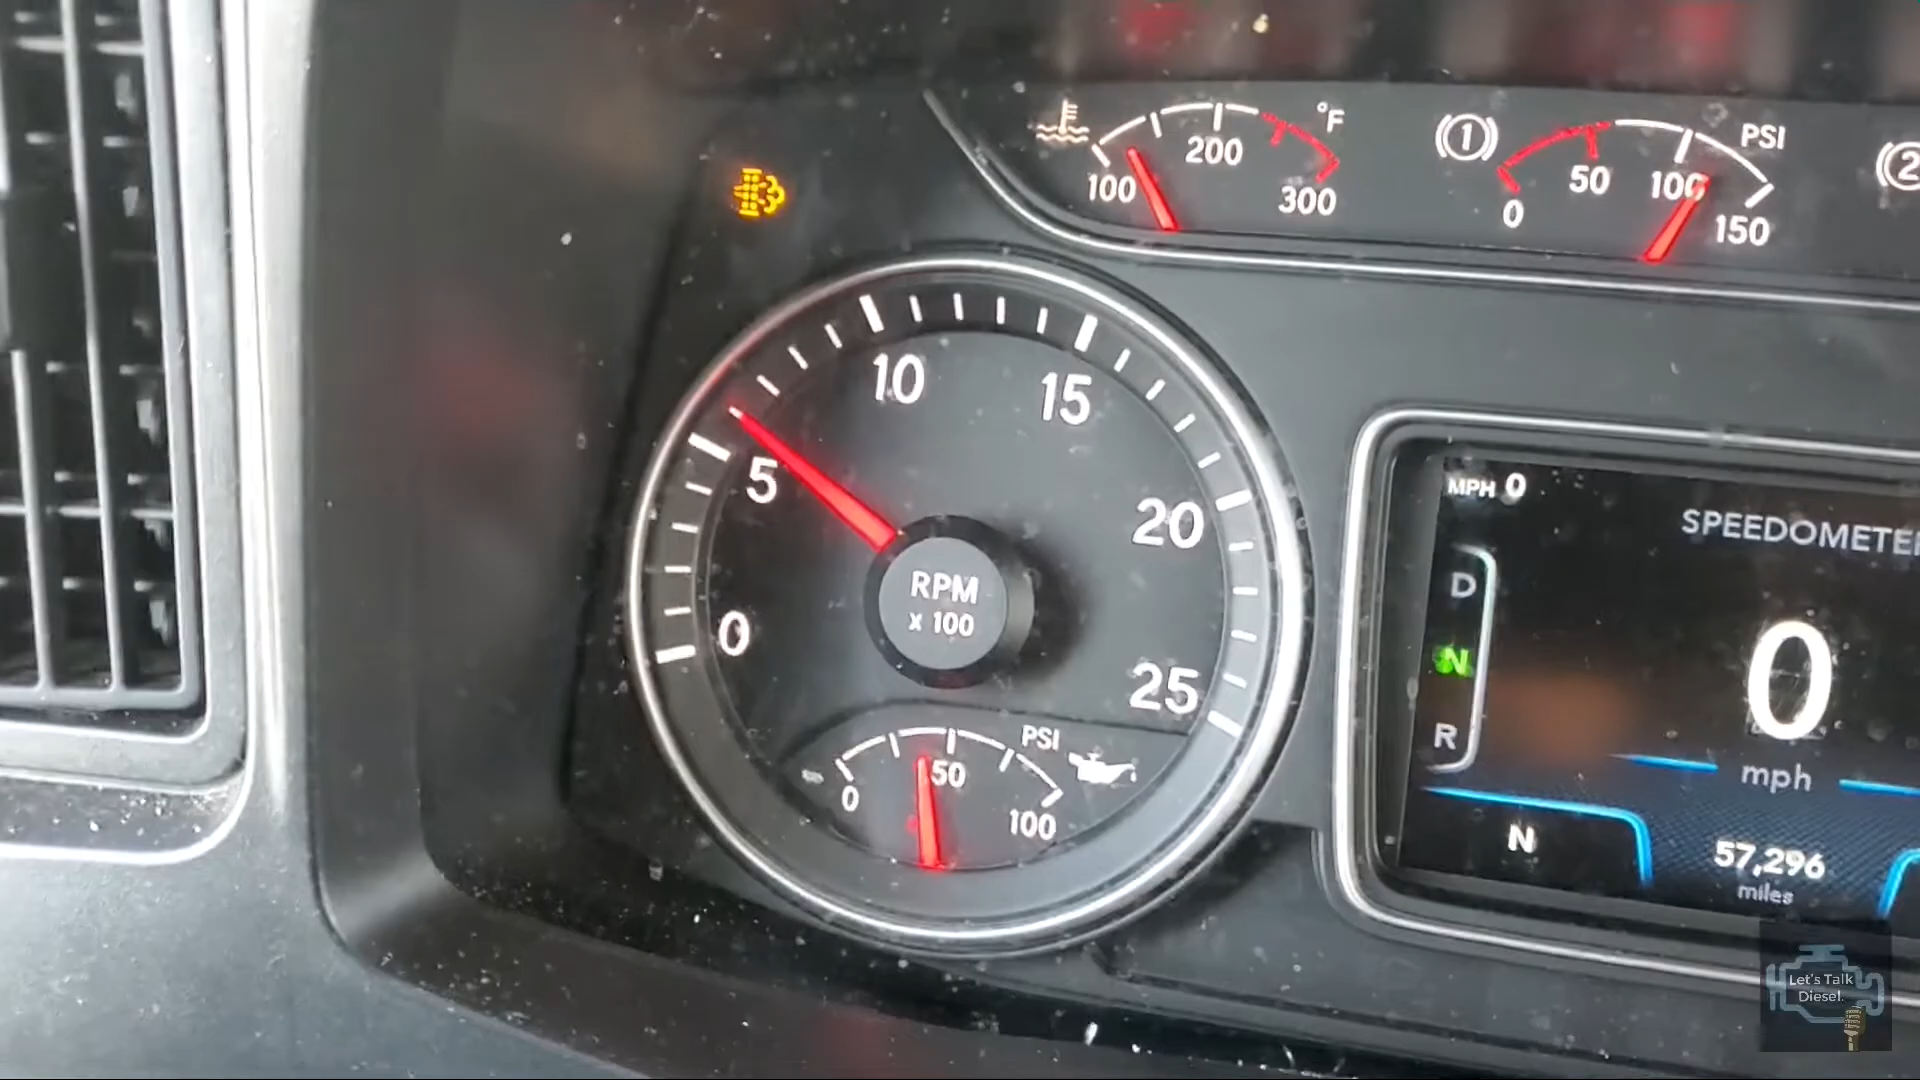 °F
100
200
300
1
PSI
0
50
100
150
2
0
5
10
15
20
25
RPM
x 100
PSI
0
50
100
MPH 0
SPEEDOMETER
D
N
R
0
mph
N
57,296
miles
Let's Talk
Diesel.